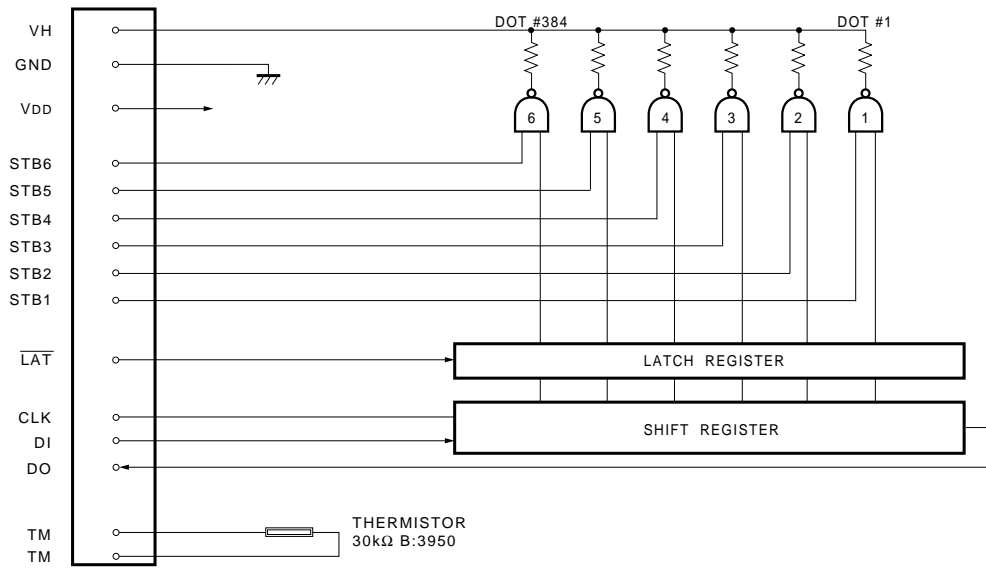 DOT #384
DOT #1
VH
GND
VDD
6 5 4 3 2 1
STB6
STB5
STB4
STB3
STB2
STB1
LAT
LATCH REGISTER
CLK
SHIFT REGISTER
DI
DO
THERMISTOR
TM
30kΩ B:3950
TM